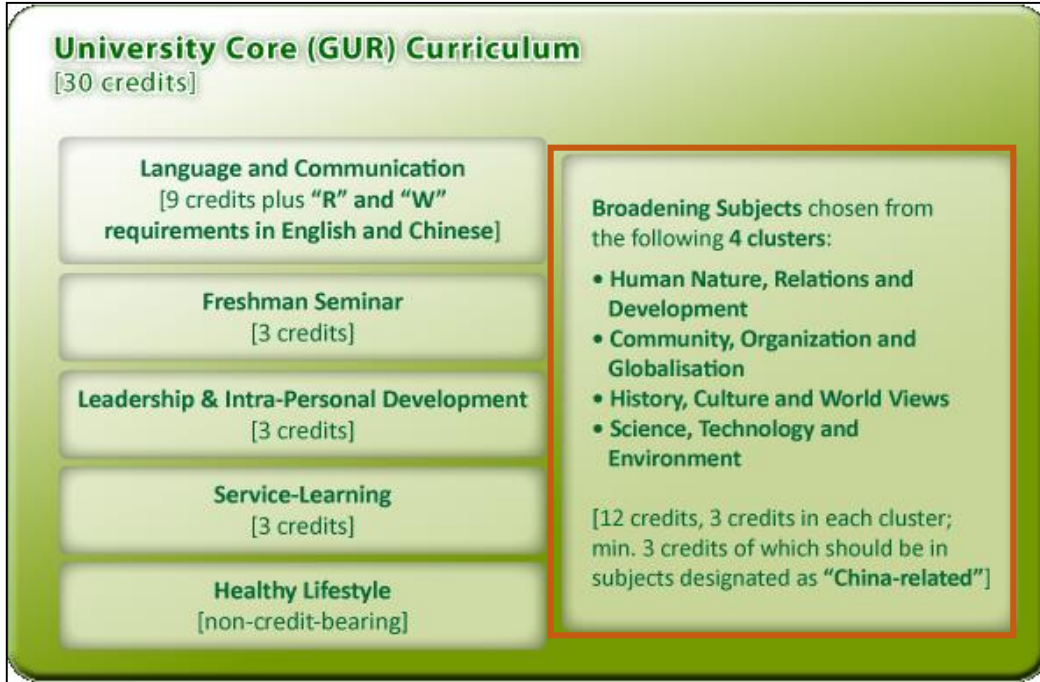 University Core (GUR) Curriculum
[30 credits]
Language and Communication
[9 credits plus “R” and “W”
requirements in English and Chinese]
Freshman Seminar
[3 credits]
Leadership & Intra-Personal Development
[3 credits]
Service-Learning
[3 credits]
Healthy Lifestyle
[non-credit-bearing]
Broadening Subjects chosen from
the following 4 clusters:
• Human Nature, Relations and
Development
• Community, Organization and
Globalisation
• History, Culture and World Views
• Science, Technology and
Environment
[12 credits, 3 credits in each cluster;
min. 3 credits of which should be in
subjects designated as “China-related”]